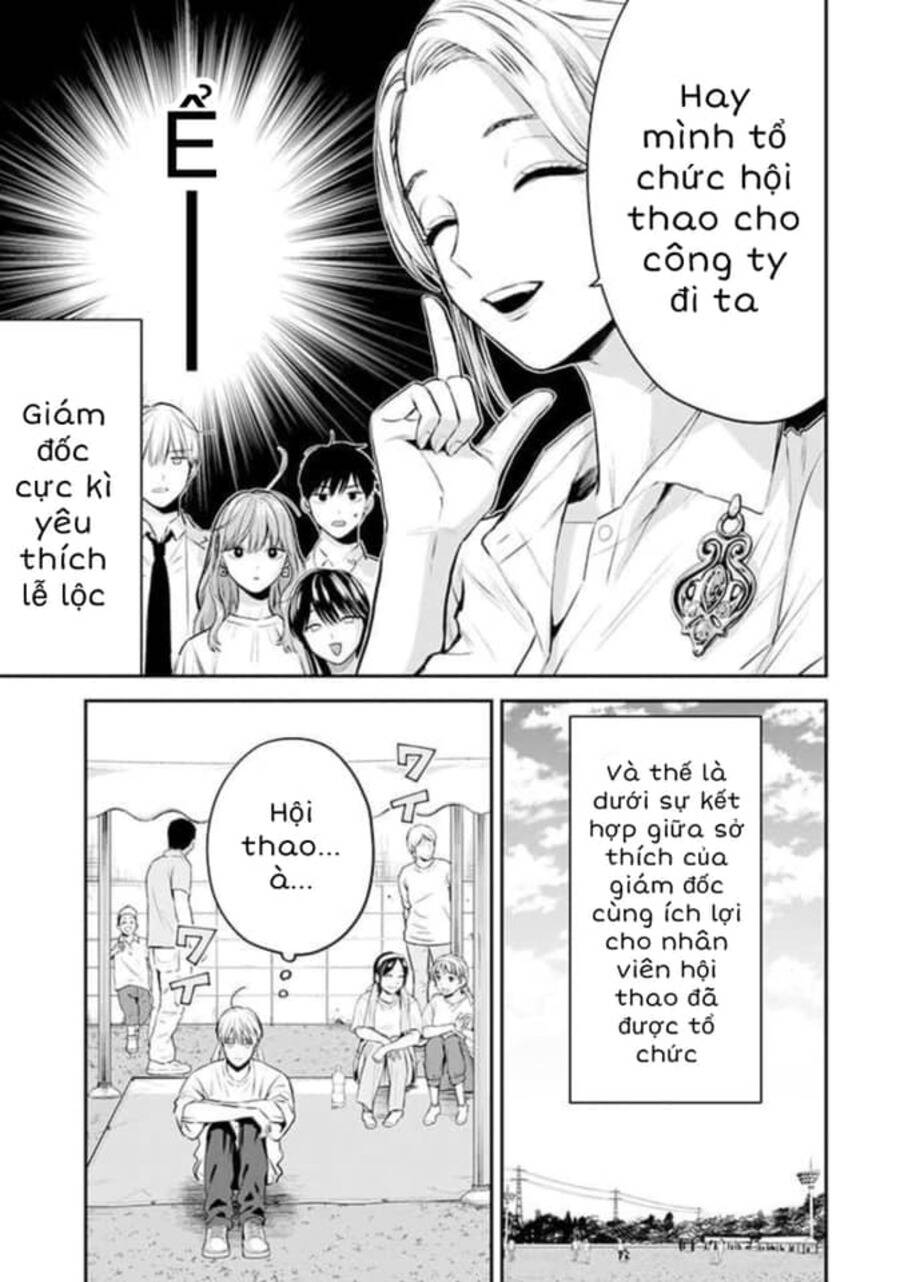 Hay
mình tổ
chức hội
thao cho
công ty
đi ta
Ể
—
Giám
đốc
cực kì
yêu
thích
lễ lộc
Và thế là
dưới sự kết
hợp giữa sở
thích của
giám đốc
cùng ích lợi
cho nhân
viên hội
thao đã
được tổ
chức
ワイ
Hội
thao...
à...
ワイ